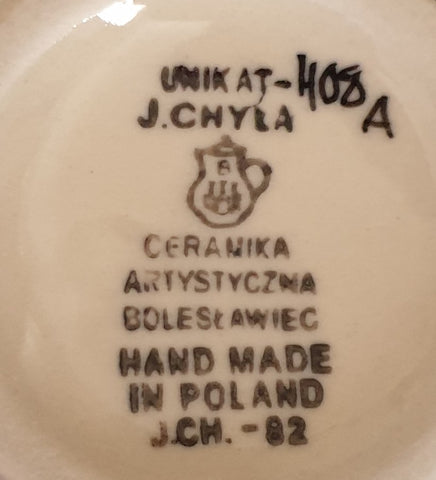 UNIKAT-408
A
J. CHYŁA
B
CERAMIKA
ARTYSTYCZNA
BOLESŁAWIEC
HAND MADE
IN POLAND
J.CH. - 82